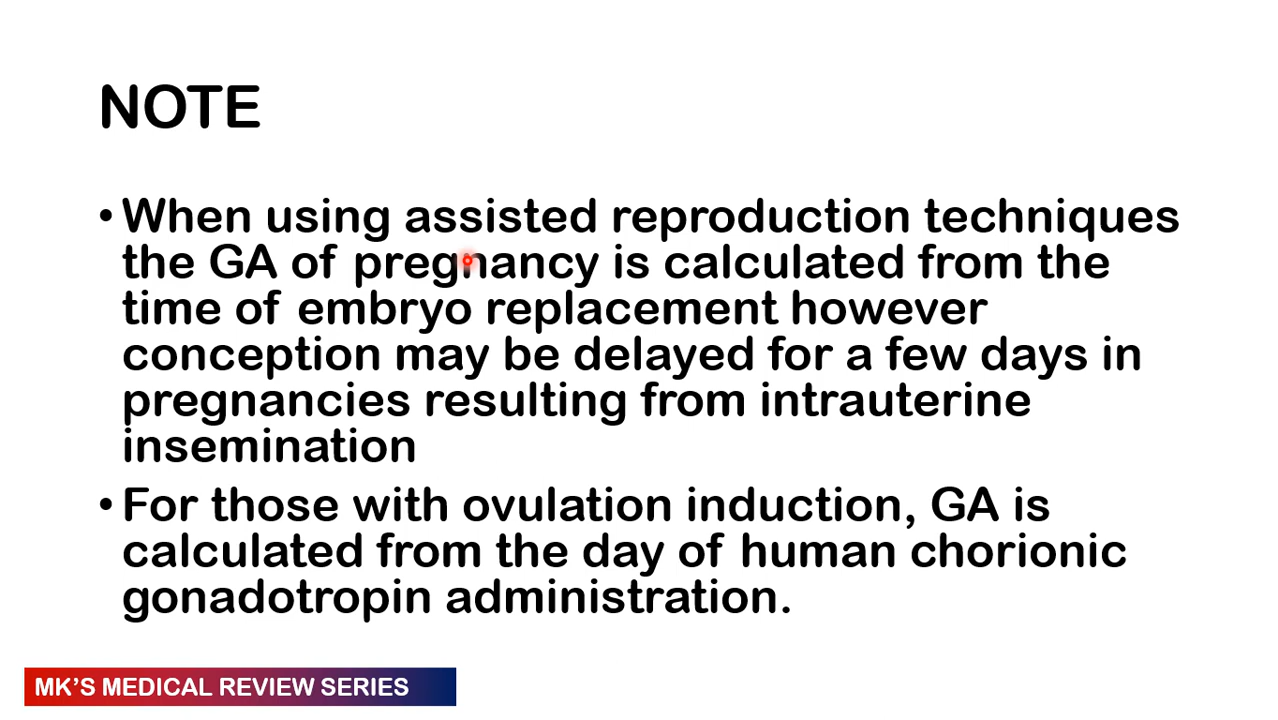 NOTE
•When using assisted reproduction techniques
the GA of pregnancy is calculated from the
time of embryo replacement however
conception may be delayed for a few days in
pregnancies resulting from intrauterine
insemination
•For those with ovulation induction, GA is
calculated from the day of human chorionic
gonadotropin administration.
MK’S MEDICAL REVIEW SERIES